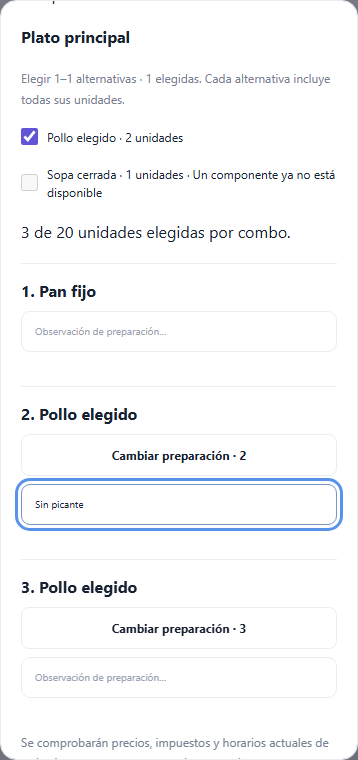 Plato principal
Elegir 1–1 alternativas · 1 elegidas. Cada alternativa incluye
todas sus unidades.
Pollo elegido · 2 unidades
Sopa cerrada · 1 unidades · Un componente ya no está
disponible
3 de 20 unidades elegidas por combo.
1. Pan fijo
Observación de preparación...
2. Pollo elegido
Cambiar preparación · 2
Sin picante
3. Pollo elegido
Cambiar preparación · 3
Observación de preparación...
Se comprobarán precios, impuestos y horarios actuales de